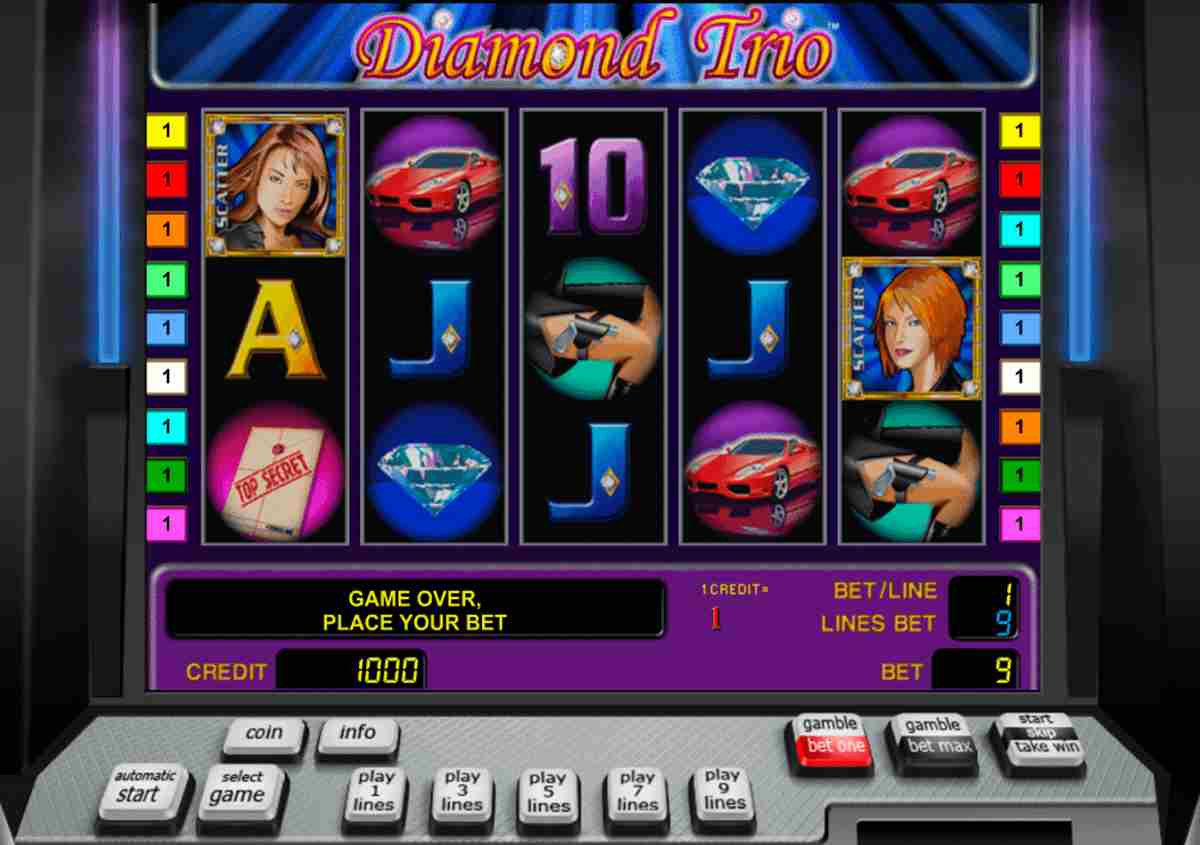 Diamond Trio™
1
1
1
1
1
1
1
1
1
SCATTER
A
TOP SECRET
J
10
J
J
SCATTER
1
1
1
1
1
1
1
1
1
GAME OVER,
PLACE YOUR BET
1 CREDIT=
1
BET/LINE 1
LINES BET 9
CREDIT 1000
BET 9
coin
info
gamble
bet one
gamble
bet max
start
skip
take win
automatic
start
select
game
play
1
lines
play
3
lines
play
5
lines
play
7
lines
play
9
lines